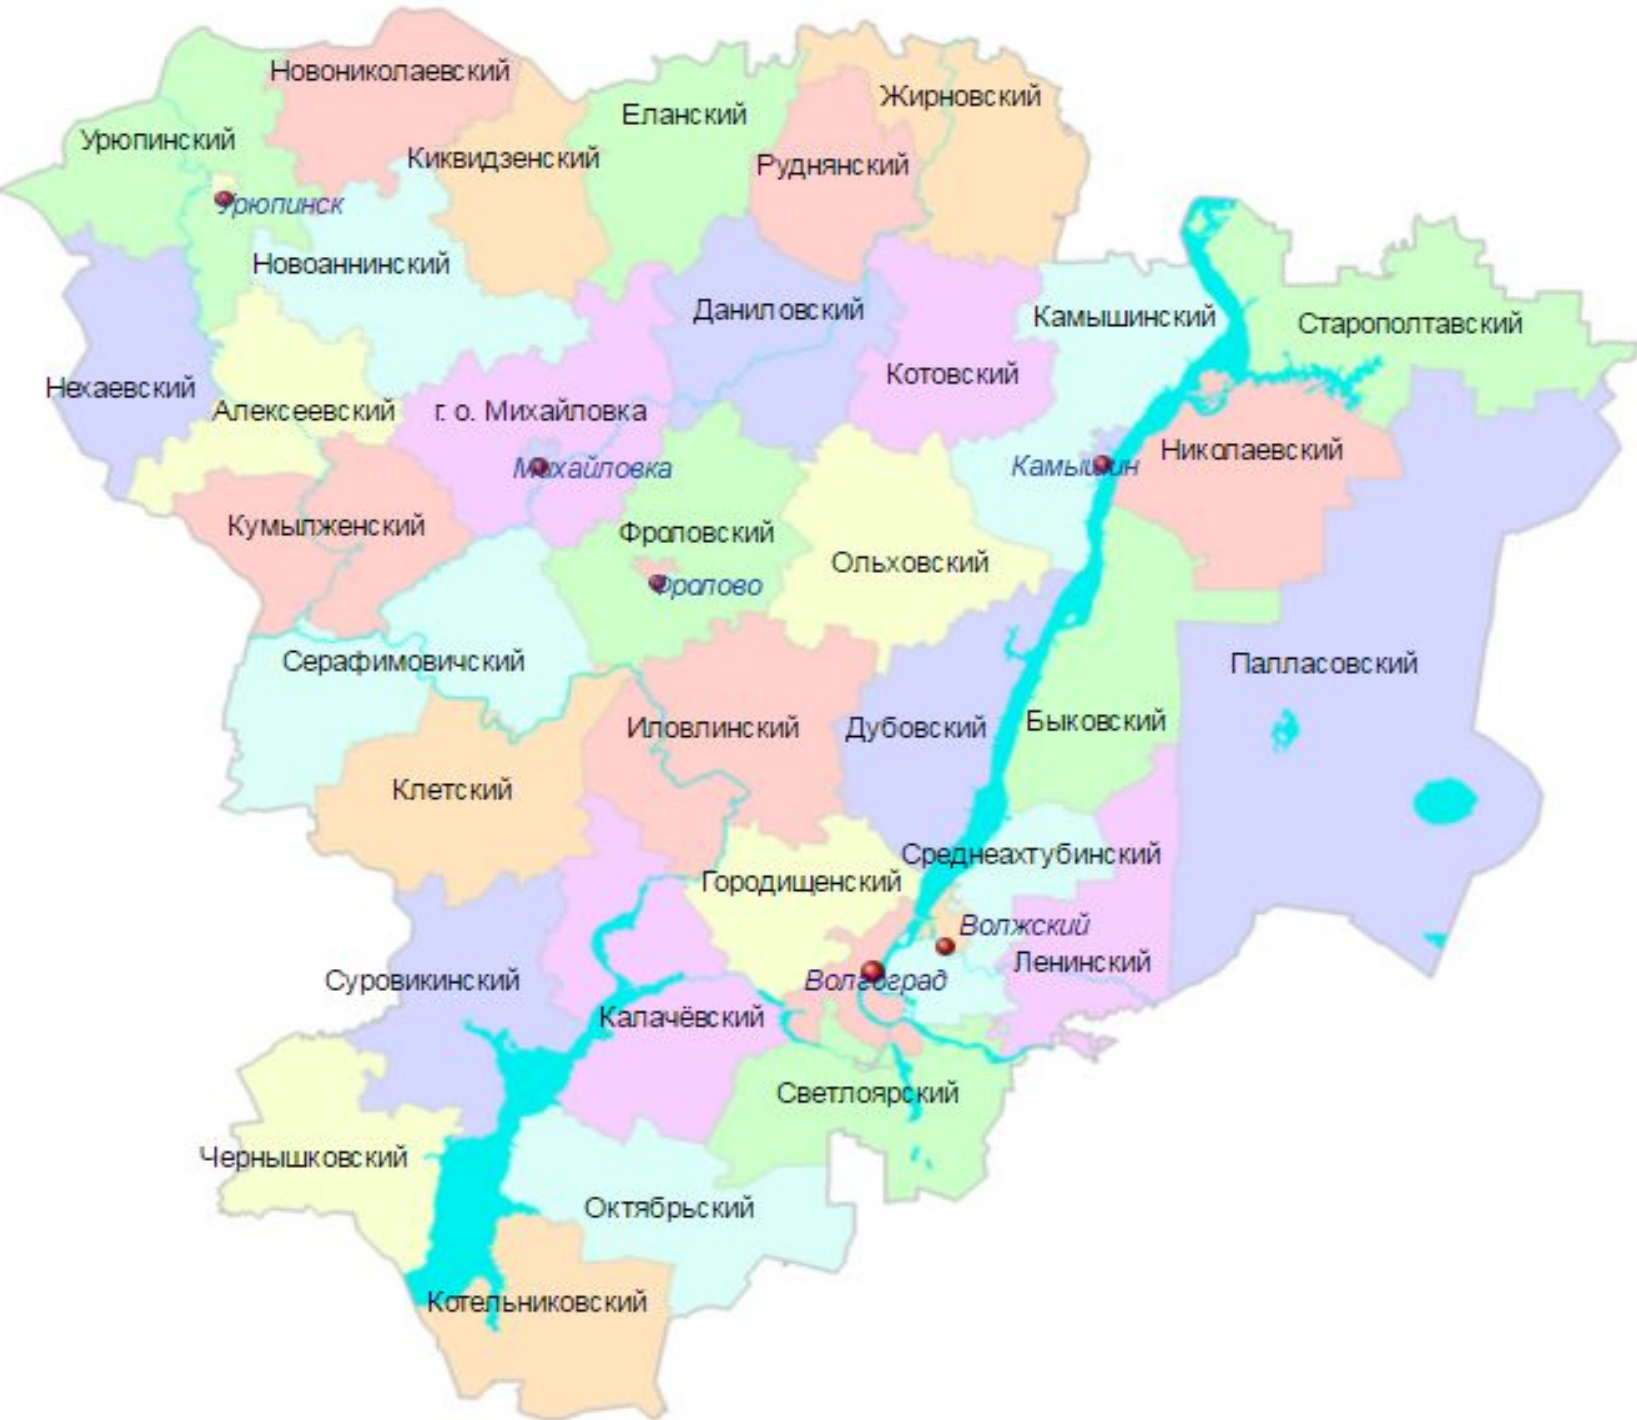 Новониколаевский
Жирновский
Еланский
Урюпинский
Киквидзенский
Руднянский
Урюпинск
Новоаннинский
Даниловский
Камышинский
Старополтавский
Котовский
Нехаевский
Алексеевский
г. о. Михайловка
Николаевский
Михайловка
Камышин
Кумылженский
Фроловский
Ольховский
Фролово
Серафимовичский
Палласовский
Иловлинский
Дубовский
Быковский
Клетский
Среднеахтубинский
Городищенский
Волжский
Ленинский
Суровикинский
Волгоград
Калачёвский
Светлоярский
Чернышковский
Октябрьский
Котельниковский